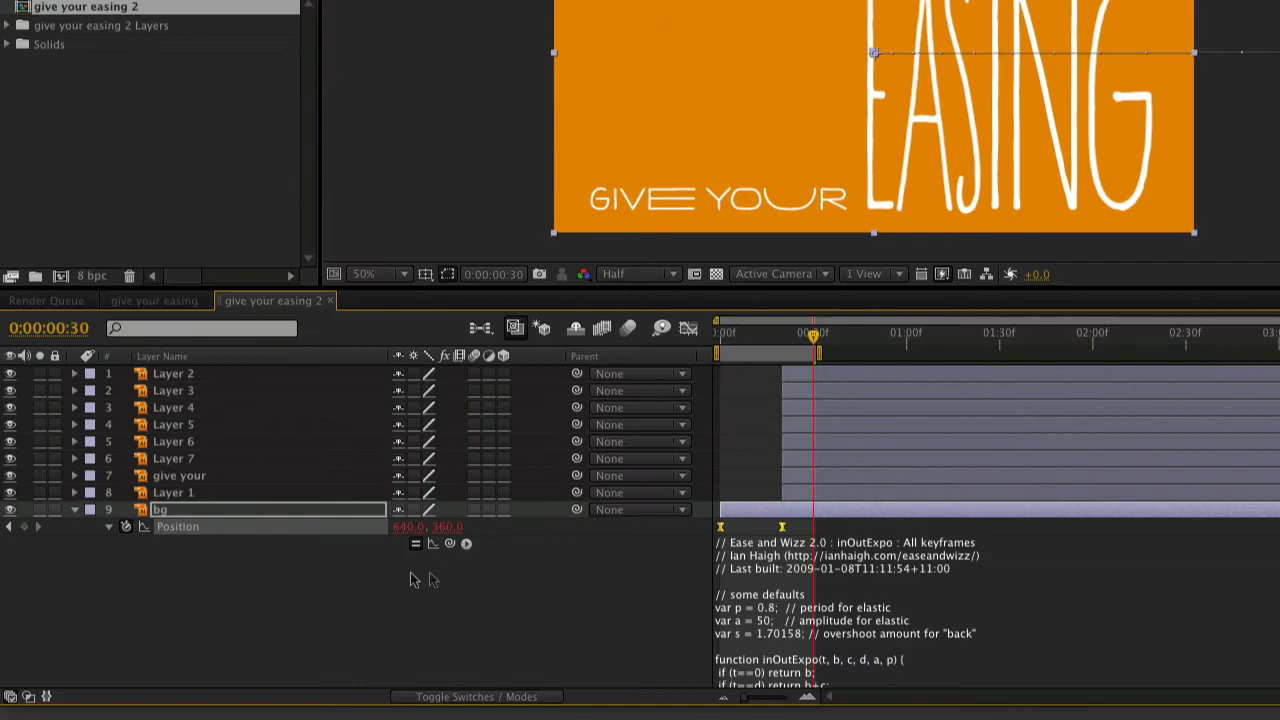 give your easing 2
give your easing 2 Layers
Solids
EASING
GIVE YOUR
8 bpc
50%
0:00:00:30
Half
Active Camera
1 View
+0.0
Render Queue
give your easing
give your easing 2 ×
0:00:00:30
01:00f
01:30f
02:00f
02:30f
# Layer Name
fx
Parent
1 Layer 2 None
2 Layer 3 None
3 Layer 4 None
4 Layer 5 None
5 Layer 6 None
6 Layer 7 None
7 give your None
8 Layer 1 None
9 bg None
Position 640.0, 360.0
// Ease and Wizz 2.0 : inOutExpo : All keyframes
// Ian Haigh (http://ianhaigh.com/easeandwizz/)
// Last built: 2009-01-08T11:11:54+11:00
// some defaults
var p = 0.8; // period for elastic
var a = 50; // amplitude for elastic
var s = 1.70158; // overshoot amount for "back"
function inOutExpo(t, b, c, d, a, p) {
if (t==0) return b;
if (t==d) return b+c;
Toggle Switches / Modes